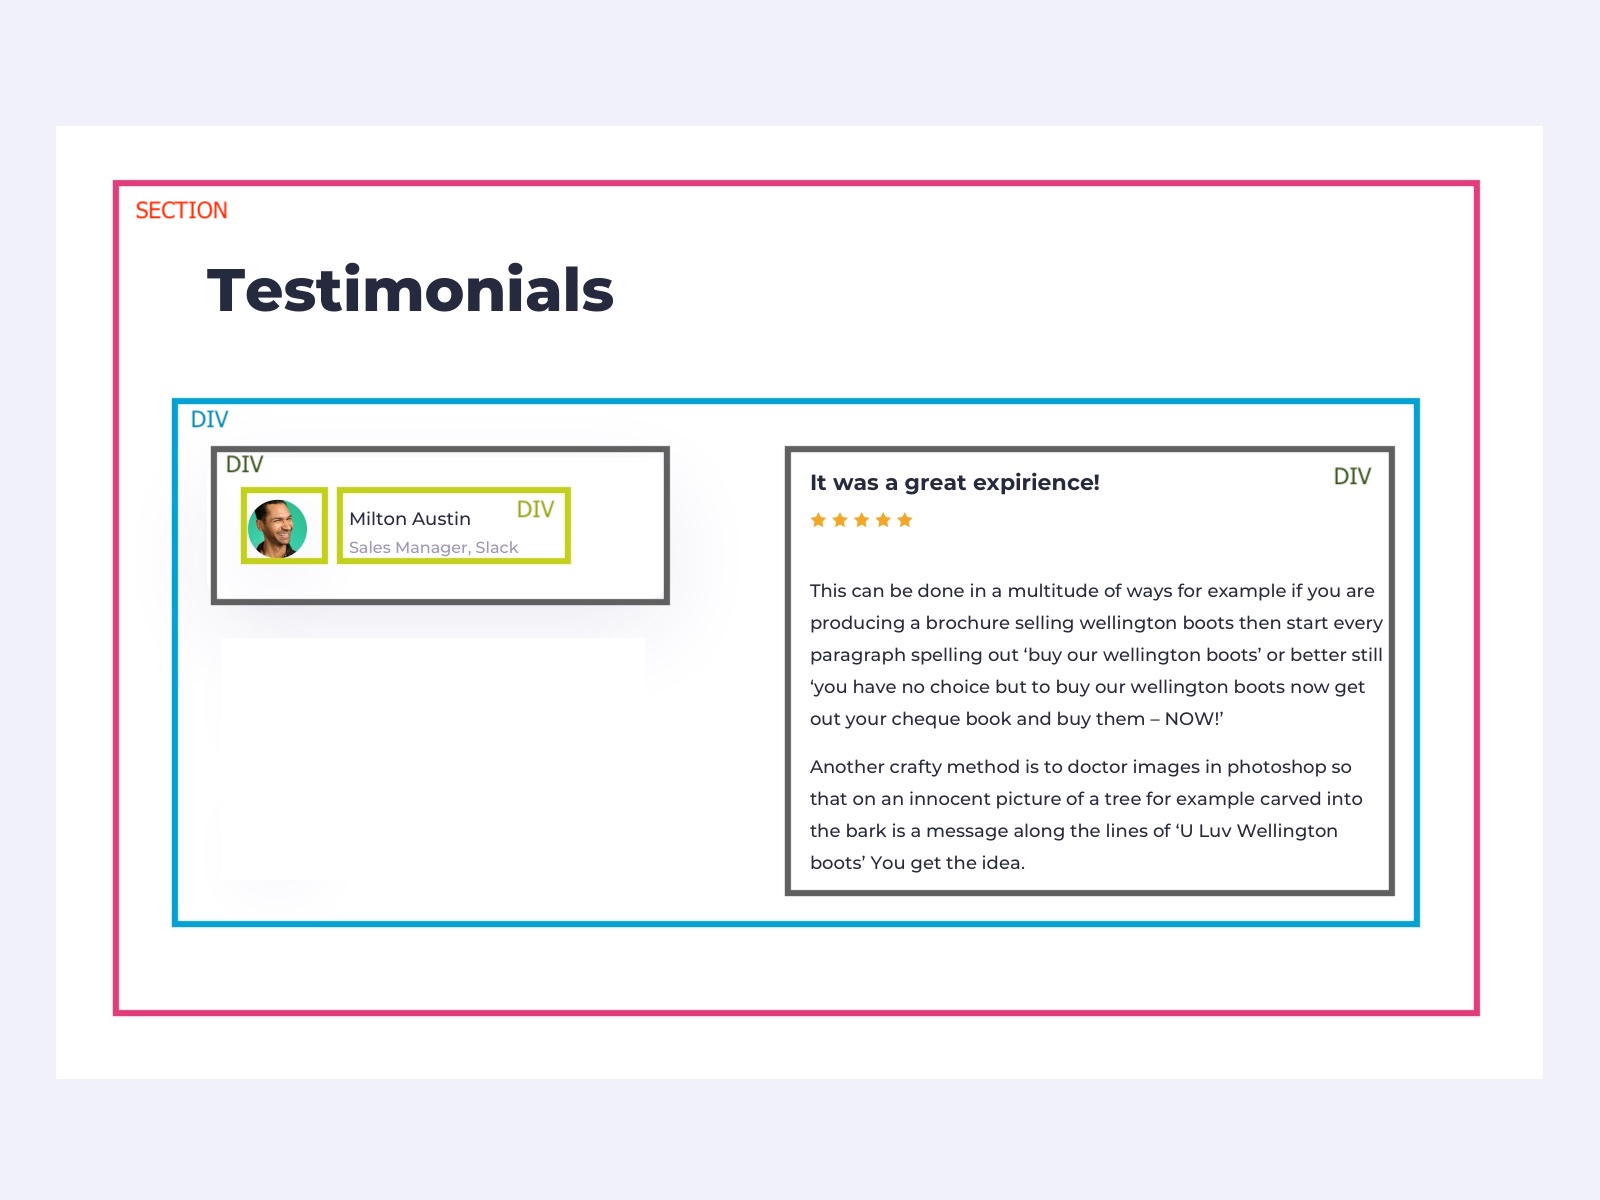 SECTION
Testimonials
DIV
DIV
Milton Austin
DIV
Sales Manager, Slack
It was a great expirience!
DIV
This can be done in a multitude of ways for example if you are
producing a brochure selling wellington boots then start every
paragraph spelling out ‘buy our wellington boots’ or better still
‘you have no choice but to buy our wellington boots now get
out your cheque book and buy them – NOW!’
Another crafty method is to doctor images in photoshop so
that on an innocent picture of a tree for example carved into
the bark is a message along the lines of ‘U Luv Wellington
boots’ You get the idea.